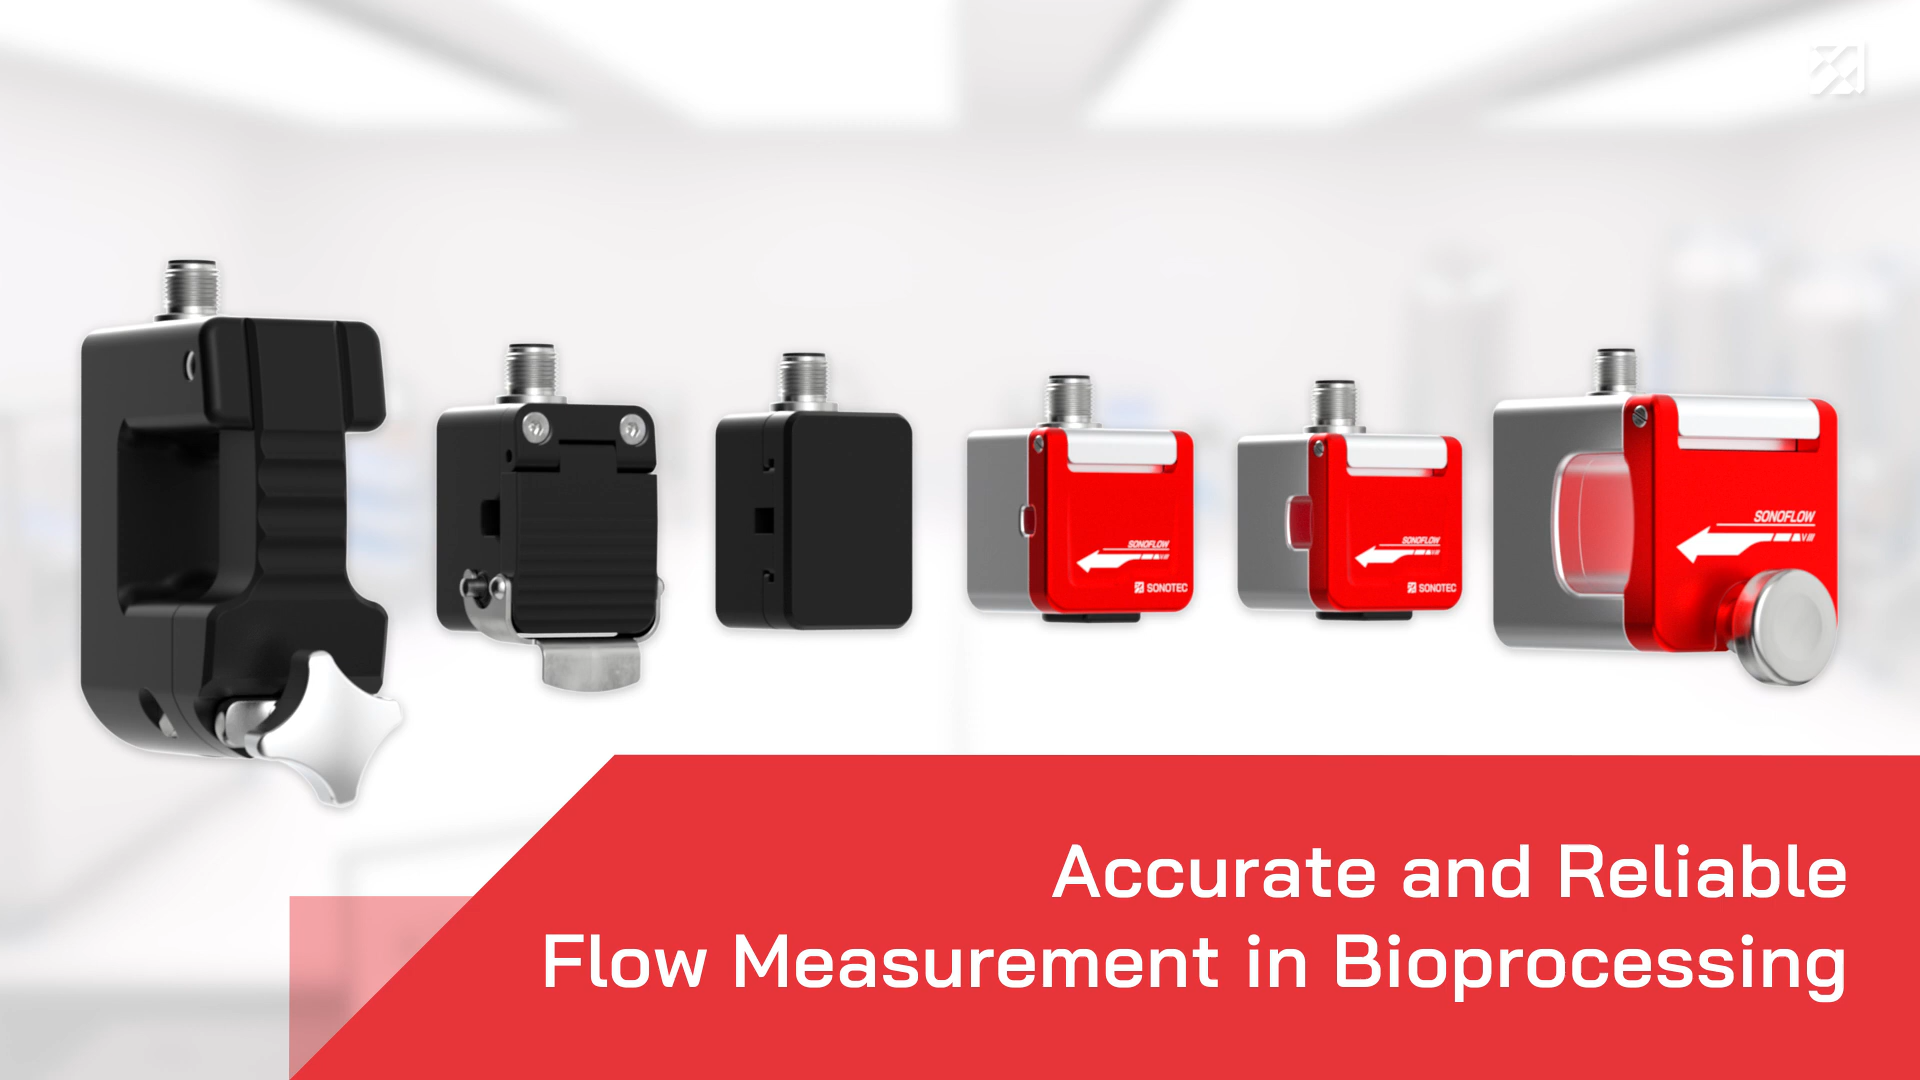 SONOFLOW
SONOTEC
SONOFLOW
SONOTEC
SONOFLOW
Accurate and Reliable
Flow Measurement in Bioprocessing